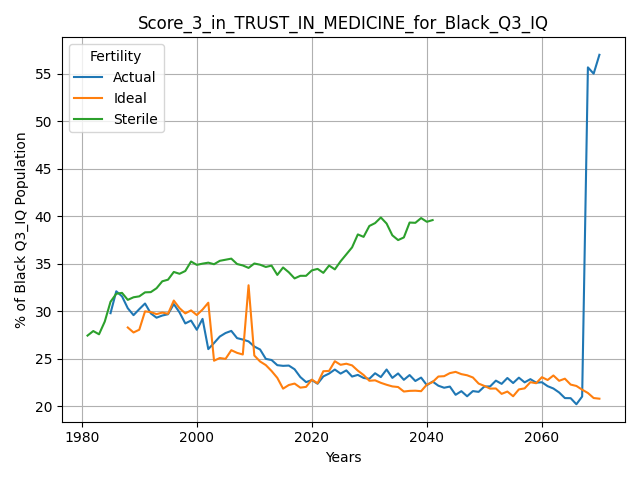 Score_3_in_TRUST_IN_MEDICINE_for_Black_Q3_IQ
Fertility
Actual
Ideal
Sterile
% of Black Q3_IQ Population
55
50
45
40
35
30
25
20
1980
2000
2020
2040
2060
Years